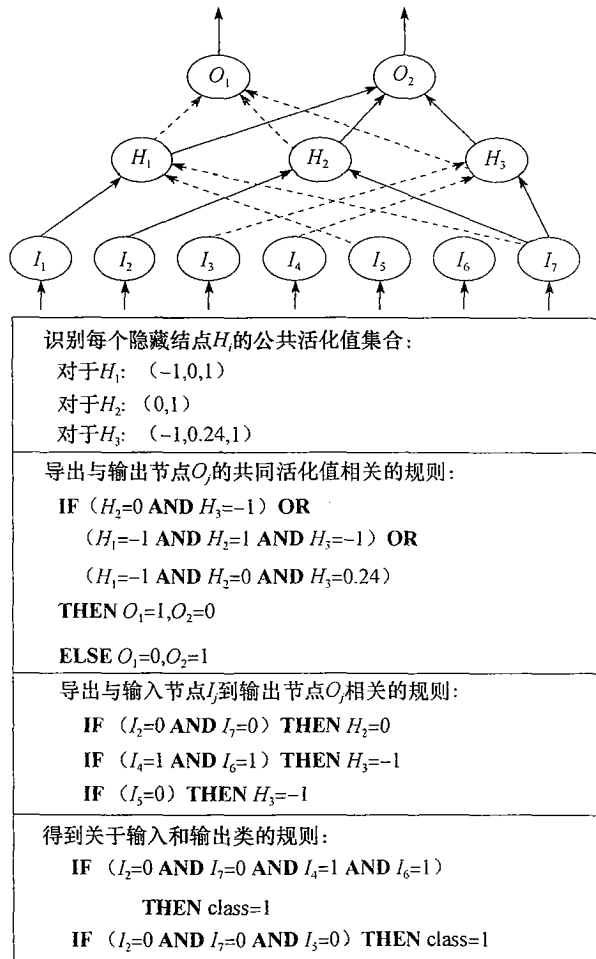 O₁ O₂
H₁ H₂ H₃
I₁ I₂ I₃ I₄ I₅ I₆ I₇
识别每个隐藏结点Hᵢ的公共活化值集合:
对于H₁: （-1,0,1）
对于H₂: （0,1）
对于H₃: （-1,0.24,1）
导出与输出节点Oⱼ的共同活化值相关的规则:
IF（H₂=0 AND H₃=-1）OR
（H₁=-1 AND H₂=1 AND H₃=-1）OR
（H₁=-1 AND H₂=0 AND H₃=0.24）
THEN O₁=1,O₂=0
ELSE O₁=0,O₂=1
导出与输入节点Iⱼ到输出节点Oⱼ相关的规则:
IF （I₂=0 AND I₇=0）THEN H₂=0
IF （I₄=1 AND I₆=1）THEN H₃=-1
IF （I₅=0）THEN H₃=-1
得到关于输入和输出类的规则:
IF （I₂=0 AND I₇=0 AND I₄=1 AND I₆=1）
THEN class=1
IF （I₂=0 AND I₇=0 AND I₅=0）THEN class=1